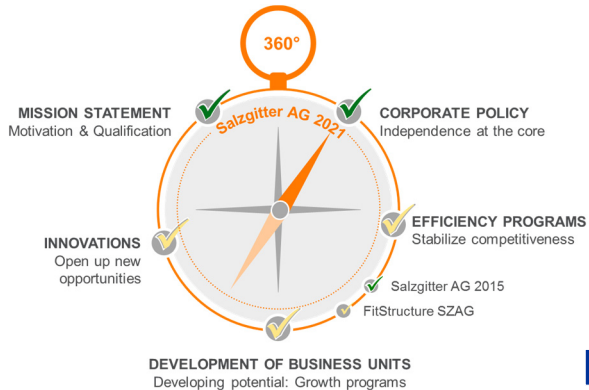 360°
Salzgitter AG 2021
MISSION STATEMENT
Motivation & Qualification
CORPORATE POLICY
Independence at the core
EFFICIENCY PROGRAMS
Stabilize competitiveness
INNOVATIONS
Open up new
opportunities
Salzgitter AG 2015
FitStructure SZAG
DEVELOPMENT OF BUSINESS UNITS
Developing potential: Growth programs